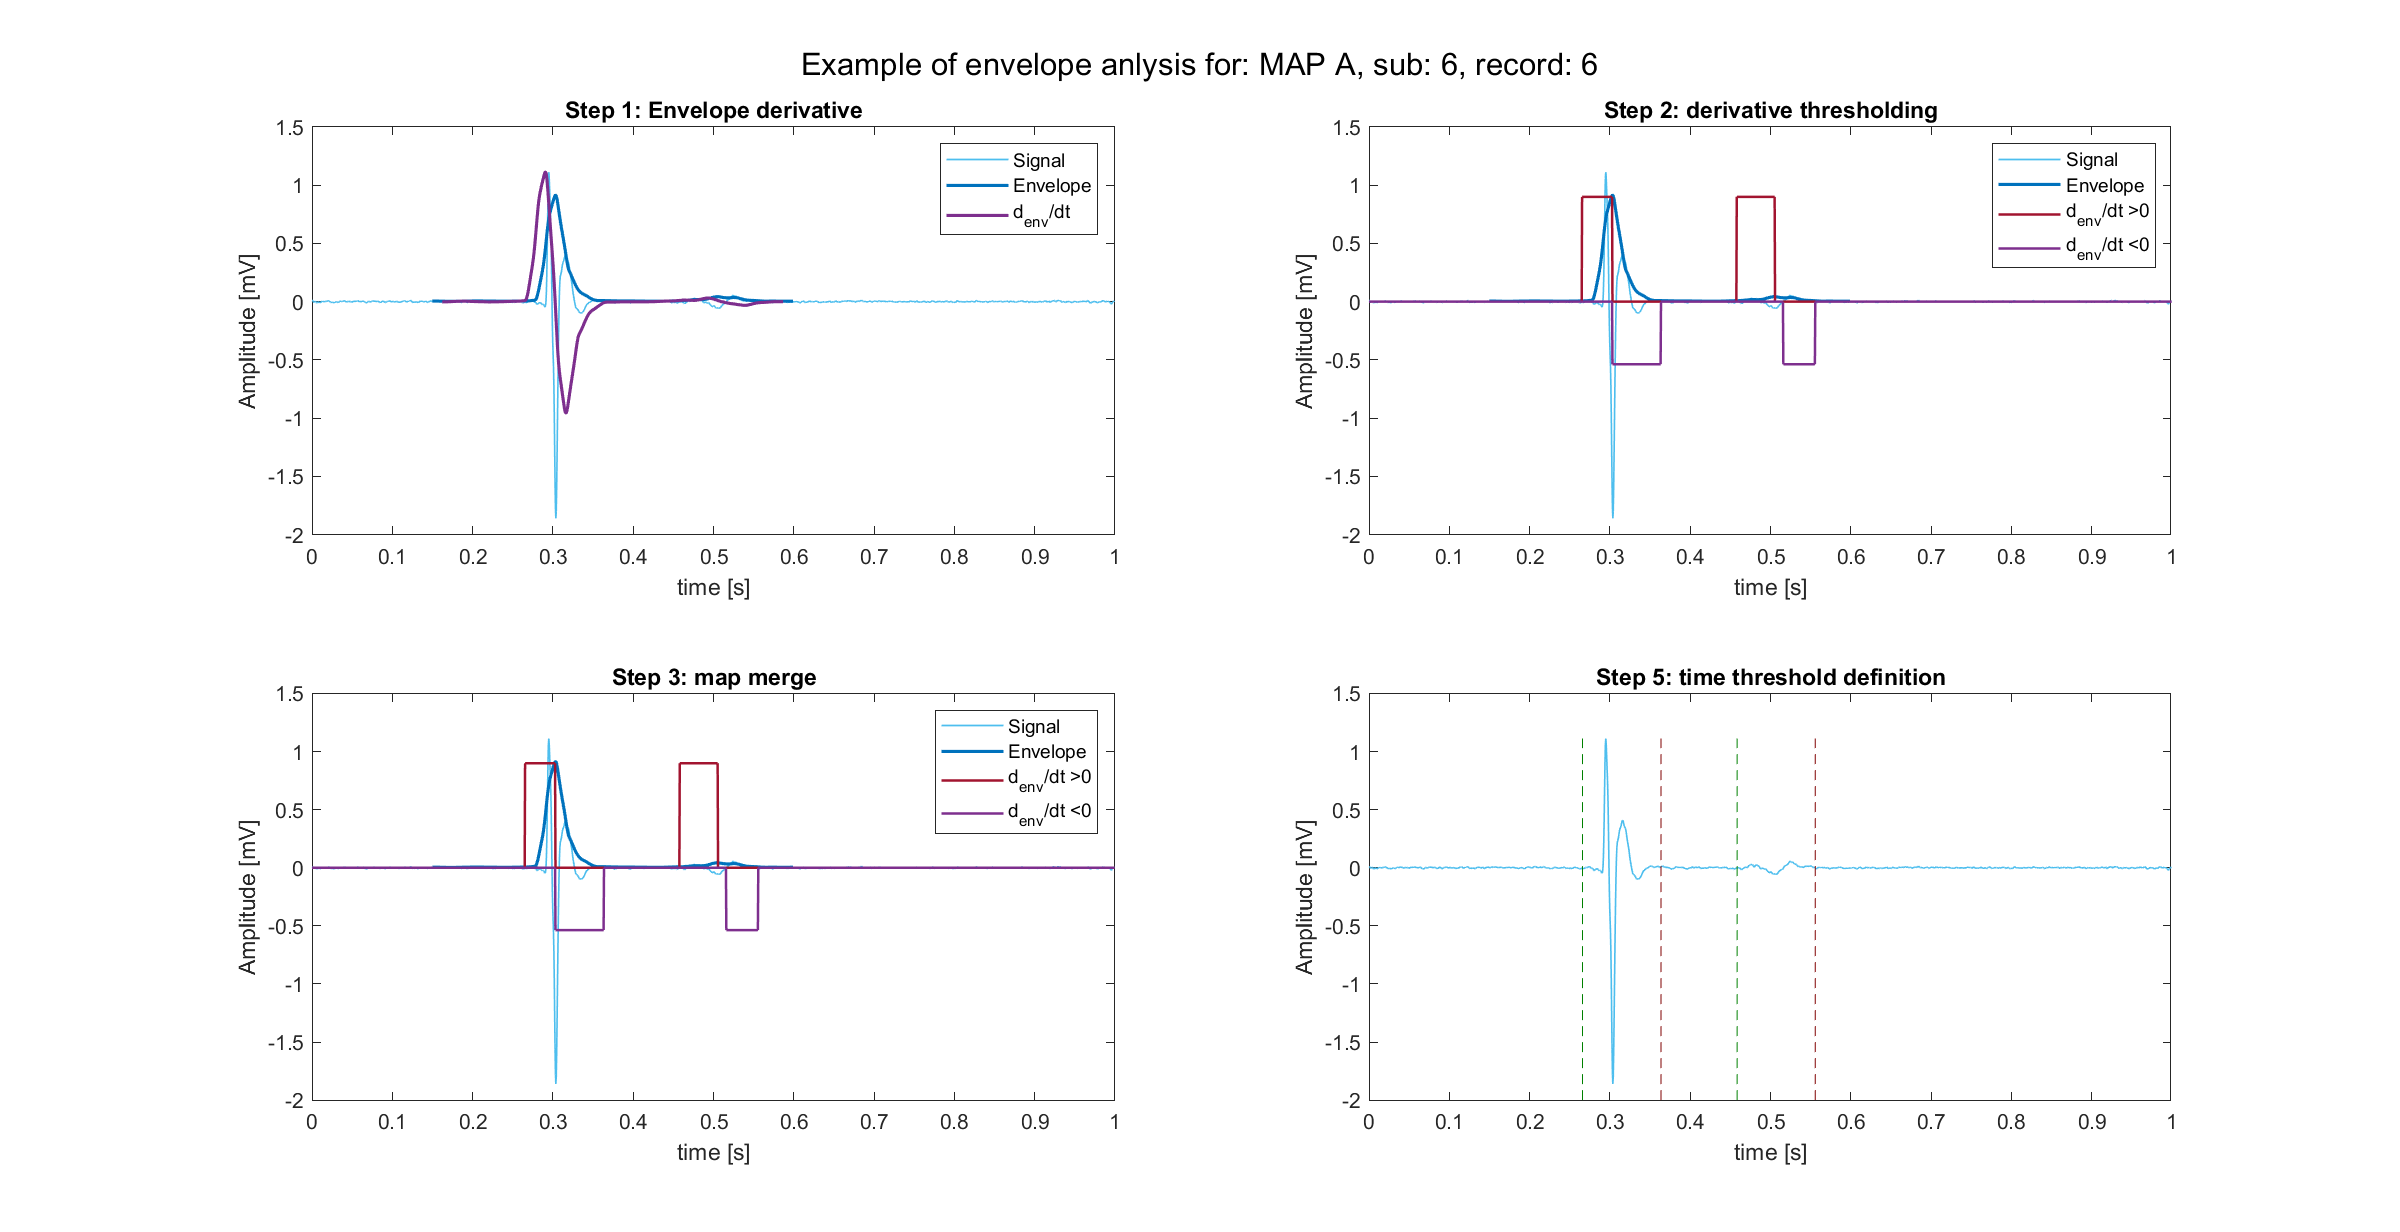 Example of envelope anlysis for: MAP A, sub: 6, record: 6
Step 1: Envelope derivative
1.5
1
0.5
0
-0.5
-1
-1.5
-2
Amplitude [mV]
0 0.1 0.2 0.3 0.4 0.5 0.6 0.7 0.8 0.9 1
time [s]
Signal
Envelope
d_env/dt
Step 2: derivative thresholding
1.5
1
0.5
0
-0.5
-1
-1.5
-2
Amplitude [mV]
0 0.1 0.2 0.3 0.4 0.5 0.6 0.7 0.8 0.9 1
time [s]
Signal
Envelope
d_env/dt >0
d_env/dt <0
Step 3: map merge
1.5
1
0.5
0
-0.5
-1
-1.5
-2
Amplitude [mV]
0 0.1 0.2 0.3 0.4 0.5 0.6 0.7 0.8 0.9 1
time [s]
Signal
Envelope
d_env/dt >0
d_env/dt <0
Step 5: time threshold definition
1.5
1
0.5
0
-0.5
-1
-1.5
-2
Amplitude [mV]
0 0.1 0.2 0.3 0.4 0.5 0.6 0.7 0.8 0.9 1
time [s]